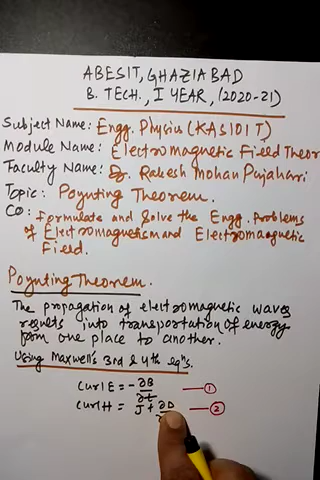 ABESIT, GHAZIABAD
B. TECH., I YEAR, (2020-21)
Subject Name: Engg. Physics (KAS101T)
Module Name: Electromagnetic Field Theor
Faculty Name: Dr. Rakesh Mohan Pujahari
Topic: Poynting Theorem.
CO: Formulate and Solve the Engg. Problems
of Electromagnetism and Electromagnetic
Field.
Poynting Theorem.
The propagation of electromagnetic waves
results into transportation of energy
from one place to another.
Using Maxwell's 3rd & 4th eqns.
Curl E = - ∂B/∂t — ①
Curl H = J + ∂D — ②